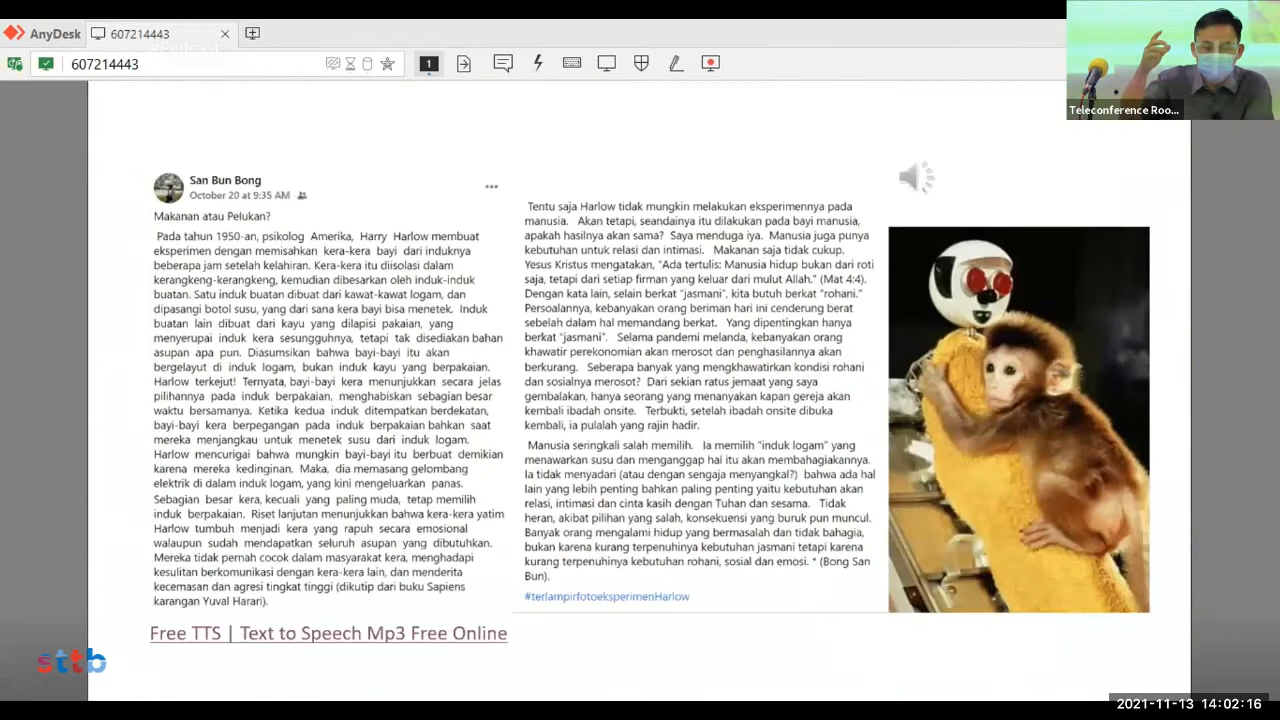 AnyDesk
607214443
#Podcast
607214443
1
Teleconference Roo...
San Bun Bong
October 20 at 9:35 AM
Makanan atau Pelukan?
Pada tahun 1950-an, psikolog Amerika, Harry Harlow membuat
eksperimen dengan memisahkan kera-kera bayi dari induknya
beberapa jam setelah kelahiran. Kera-kera itu diisolasi dalam
kerangkeng-kerangkeng, kemudian dibesarkan oleh induk-induk
buatan. Satu induk buatan dibuat dari kawat-kawat logam, dan
dipasangi botol susu, yang dari sana kera bayi bisa menetek. Induk
buatan lain dibuat dari kayu yang dilapisi pakaian, yang
menyerupai induk kera sesungguhnya, tetapi tak disediakan bahan
asupan apa pun. Diasumsikan bahwa bayi-bayi itu akan
bergelayut di induk logam, bukan induk kayu yang berpakaian.
Harlow terkejut! Ternyata, bayi-bayi kera menunjukkan secara jelas
pilihannya pada induk berpakaian, menghabiskan sebagian besar
waktu bersamanya. Ketika kedua induk ditempatkan berdekatan,
bayi-bayi kera berpegangan pada induk berpakaian bahkan saat
mereka menjangkau untuk menetek susu dari induk logam.
Harlow mencurigai bahwa mungkin bayi-bayi itu berbuat demikian
karena mereka kedinginan. Maka, dia memasang gelombang
elektrik di dalam induk logam, yang kini mengeluarkan panas.
Sebagian besar kera, kecuali yang paling muda, tetap memilih
induk berpakaian. Riset lanjutan menunjukkan bahwa kera-kera yatim
Harlow tumbuh menjadi kera yang rapuh secara emosional
walaupun sudah mendapatkan seluruh asupan yang dibutuhkan.
Mereka tidak pernah cocok dalam masyarakat kera, menghadapi
kesulitan berkomunikasi dengan kera-kera lain, dan menderita
kecemasan dan agresi tingkat tinggi (dikutip dari buku Sapiens
karangan Yuval Harari).
Tentu saja Harlow tidak mungkin melakukan eksperimennya pada
manusia. Akan tetapi, seandainya itu dilakukan pada bayi manusia,
apakah hasilnya akan sama? Saya menduga iya. Manusia juga punya
kebutuhan untuk relasi dan intimasi. Makanan saja tidak cukup.
Yesus Kristus mengatakan, "Ada tertulis: Manusia hidup bukan dari roti
saja, tetapi dari setiap firman yang keluar dari mulut Allah." (Mat 4:4).
Dengan kata lain, selain berkat "jasmani", kita butuh berkat "rohani."
Persoalannya, kebanyakan orang beriman hari ini cenderung berat
sebelah dalam hal memandang berkat. Yang dipentingkan hanya
berkat "jasmani". Selama pandemi melanda, kebanyakan orang
khawatir perekonomian akan merosot dan penghasilannya akan
berkurang. Seberapa banyak yang mengkhawatirkan kondisi rohani
dan sosialnya merosot? Dari sekian ratus jemaat yang saya
gembalakan, hanya seorang yang menanyakan kapan gereja akan
kembali ibadah onsite. Terbukti, setelah ibadah onsite dibuka
kembali, ia pulalah yang rajin hadir.
Manusia seringkali salah memilih. Ia memilih "induk logam" yang
menawarkan susu dan menganggap hal itu akan membahagiakannya.
Ia tidak menyadari (atau dengan sengaja menyangkal?) bahwa ada hal
lain yang lebih penting bahkan paling penting yaitu kebutuhan akan
relasi, intimasi dan cinta kasih dengan Tuhan dan sesama. Tidak
heran, akibat pilihan yang salah, konsekuensi yang buruk pun muncul.
Banyak orang mengalami hidup yang bermasalah dan tidak bahagia,
bukan karena kurang terpenuhinya kebutuhan jasmani tetapi karena
kurang terpenuhinya kebutuhan rohani, sosial dan emosi. " (Bong San
Bun).
#terlampirfotoeksperimenHarlow
Free TTS | Text to Speech Mp3 Free Online
sttb
2021-11-13 14:02:16